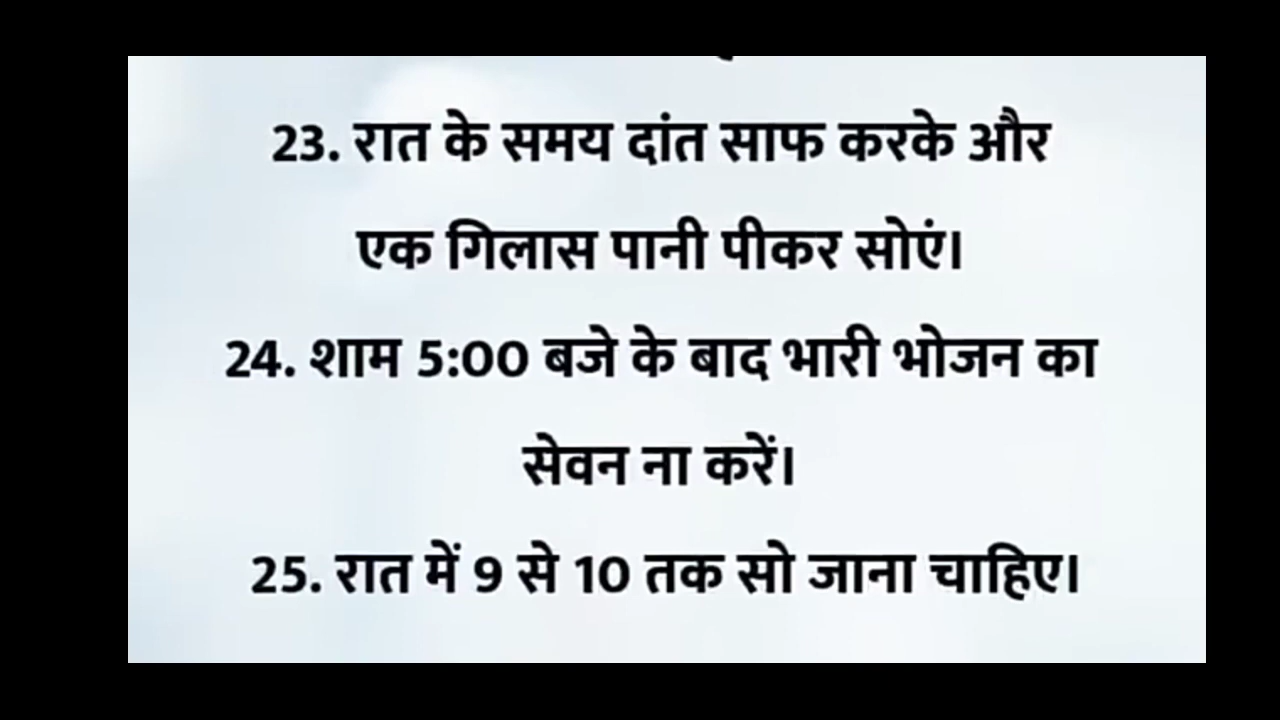 23. रात के समय दांत साफ करके और
एक गिलास पानी पीकर सोएं।
24. शाम 5:00 बजे के बाद भारी भोजन का
सेवन ना करें।
25. रात में 9 से 10 तक सो जाना चाहिए।